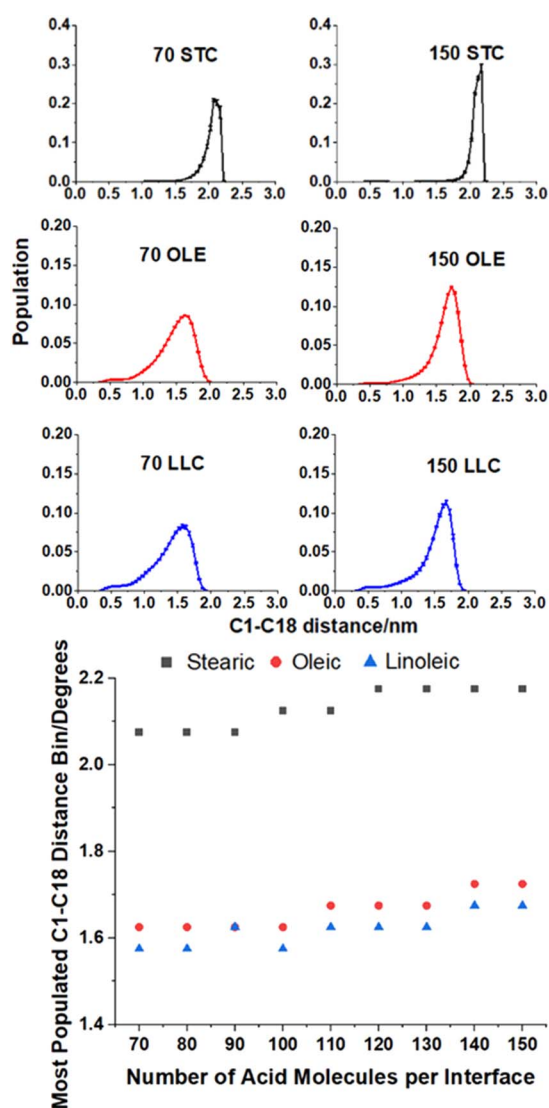 70 STC
150 STC
0.4
0.3
0.2
0.1
0.0
0.0 0.5 1.0 1.5 2.0 2.5 3.0
0.4
0.3
0.2
0.1
0.0
0.0 0.5 1.0 1.5 2.0 2.5 3.0
Population
70 OLE
150 OLE
0.20
0.15
0.10
0.05
0.00
0.0 0.5 1.0 1.5 2.0 2.5 3.0
0.20
0.15
0.10
0.05
0.00
0.0 0.5 1.0 1.5 2.0 2.5 3.0
70 LLC
150 LLC
0.20
0.15
0.10
0.05
0.00
0.0 0.5 1.0 1.5 2.0 2.5 3.0
0.20
0.15
0.10
0.05
0.00
0.0 0.5 1.0 1.5 2.0 2.5 3.0
C1-C18 distance/nm
Stearic Oleic Linoleic
Most Populated C1-C18 Distance Bin/Degrees
2.2
2.0
1.8
1.6
1.4
70 80 90 100 110 120 130 140 150
Number of Acid Molecules per Interface